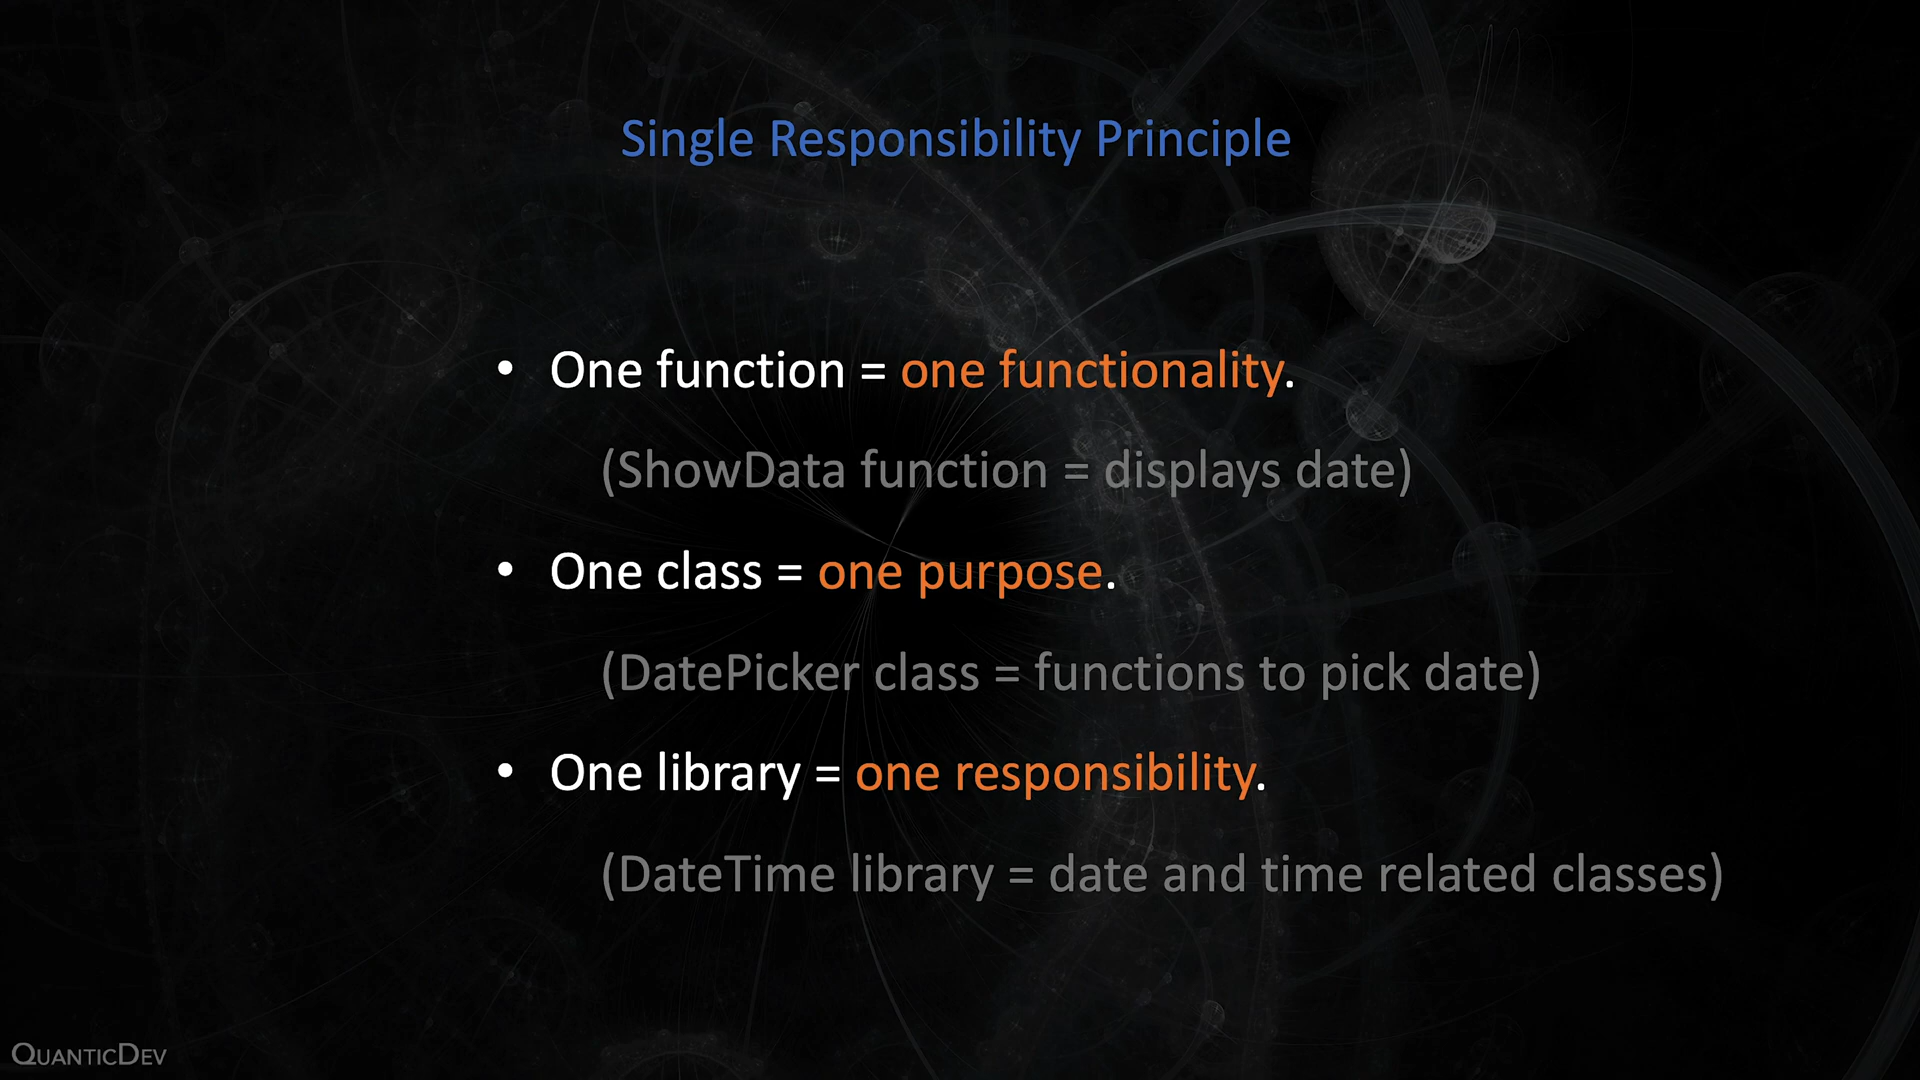 Single Responsibility Principle
• One function = one functionality.
(ShowData function = displays date)
• One class = one purpose.
(DatePicker class = functions to pick date)
• One library = one responsibility.
(DateTime library = date and time related classes)
QUANTICDEV